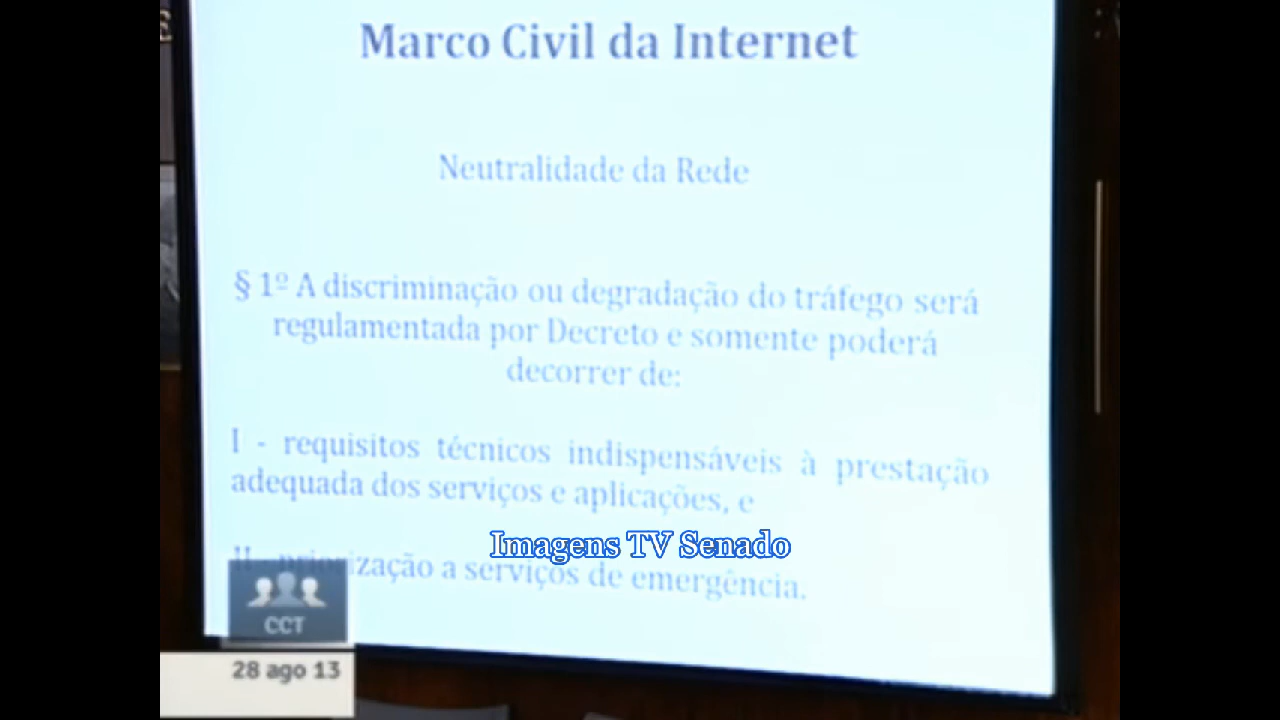 Marco Civil da Internet
Neutralidade da Rede
§ 1º A discriminação ou degradação do tráfego será
regulamentada por Decreto e somente poderá
decorrer de:
I - requisitos técnicos indispensáveis à prestação
adequada dos serviços e aplicações, e
Imagens TV Senado
II - priorização a serviços de emergência.
CCT
28 ago 13